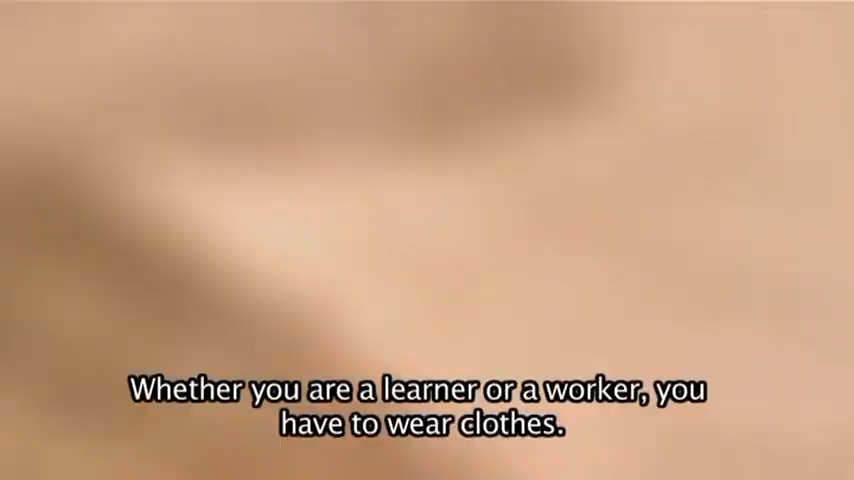 Whether you are a learner or a worker, you
have to wear clothes.